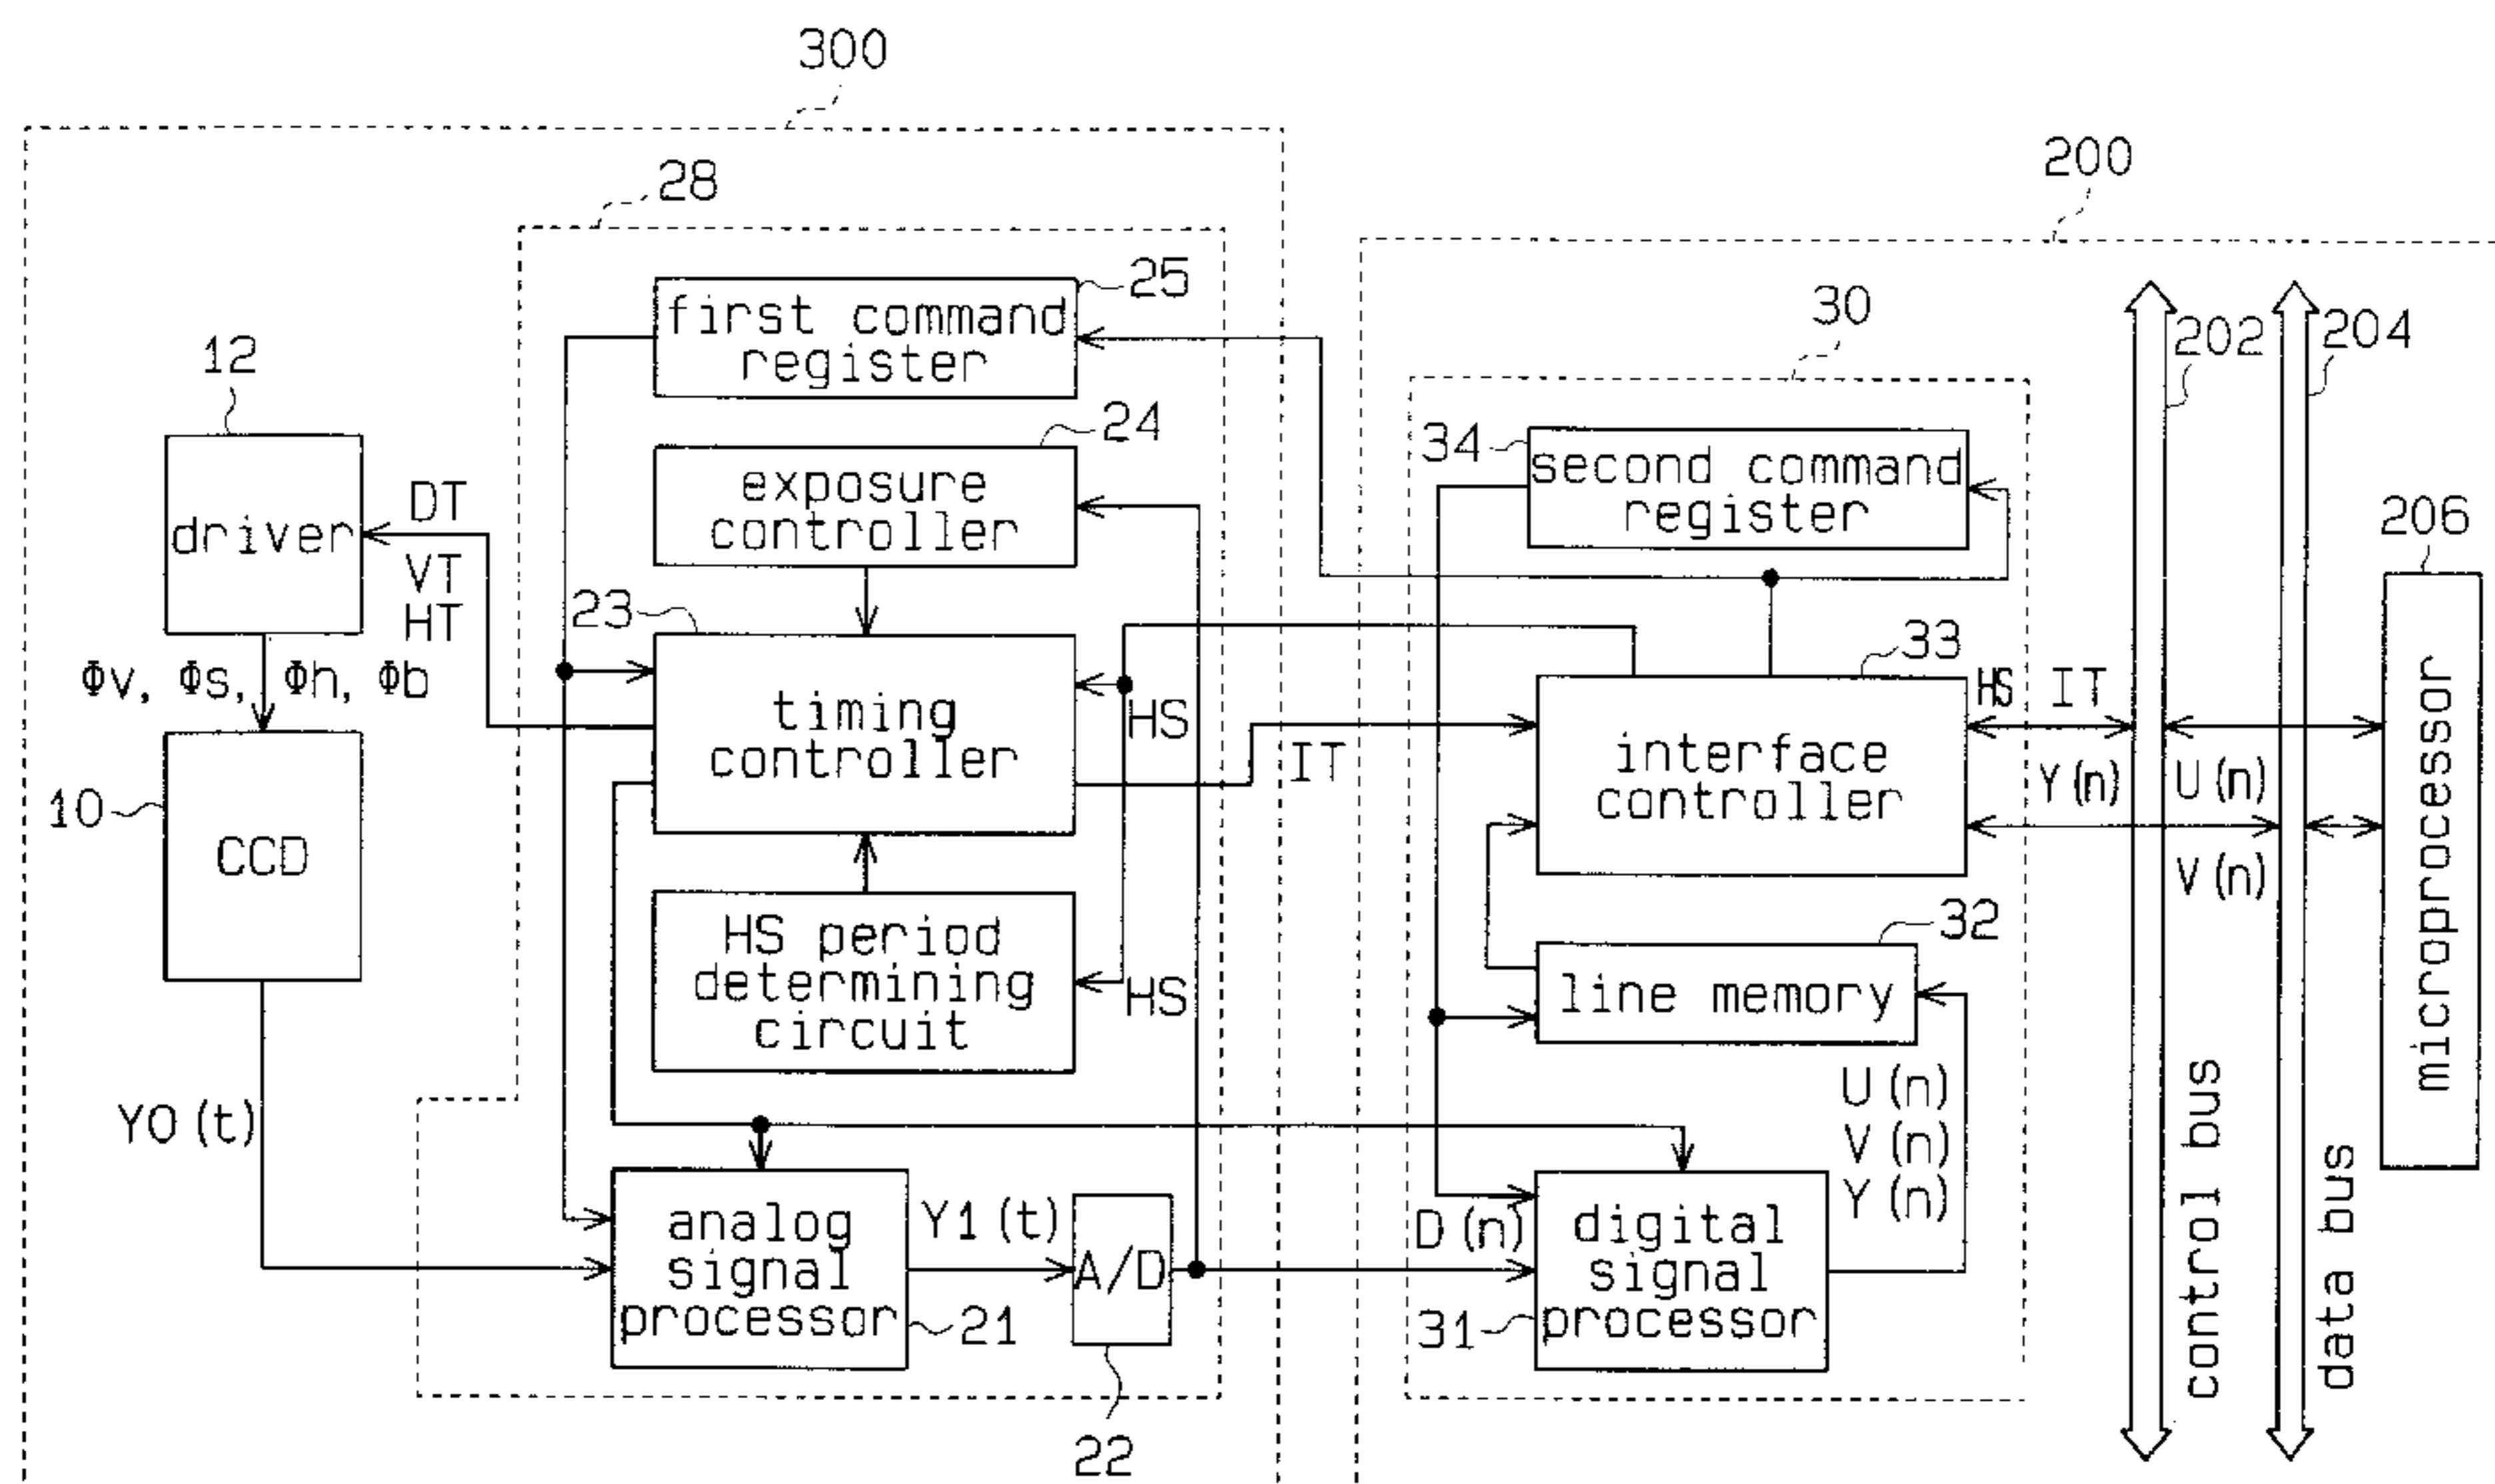 300
200
28
25
first command
register
30
202
204
12
24
34
second command
register
exposure
controller
206
DT
driver
VT
HT
23
33
Φv, Φs, Φh, Φb
HS IT
timing
controller
HS
IT
interface
controller
Y(n)
U(n)
V(n)
microprocessor
10
CCD
32
HS period
determining
circuit
HS
line memory
Y0(t)
U(n)
V(n)
Y(n)
control bus
data bus
analog
signal
processor
Y1(t)
A/D
D(n)
digital
signal
processor
21
31
22